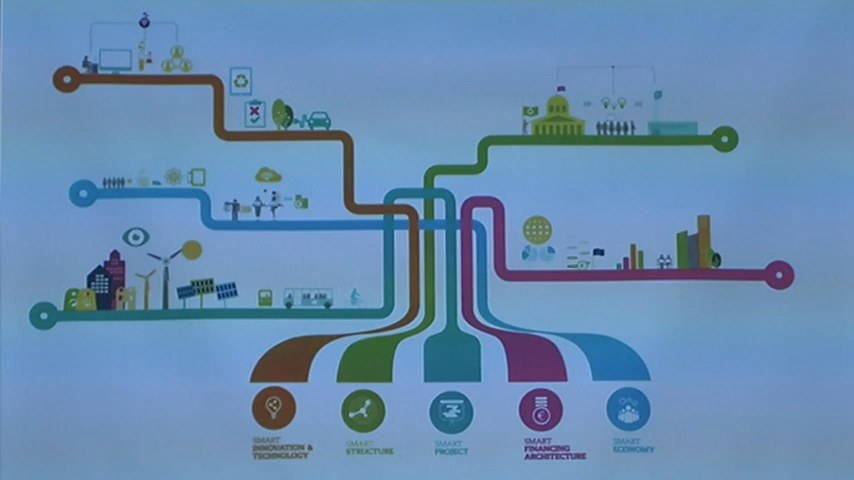 SMART
INNOVATION &
TECHNOLOGY
SMART
STRUCTURE
SMART
PROJECT
SMART
FINANCING
ARCHITECTURE
SMART
ECONOMY